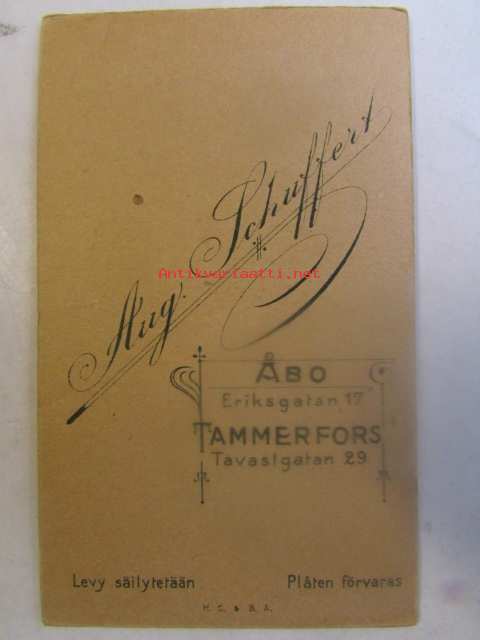 Aug. Schuffert
Antikvariaatti.net
ÅBO
Eriksgatan 17
TAMMERFORS
Tavastgatan 29
Levy säilytetään Plåten förvaras
H. C. & B. A.